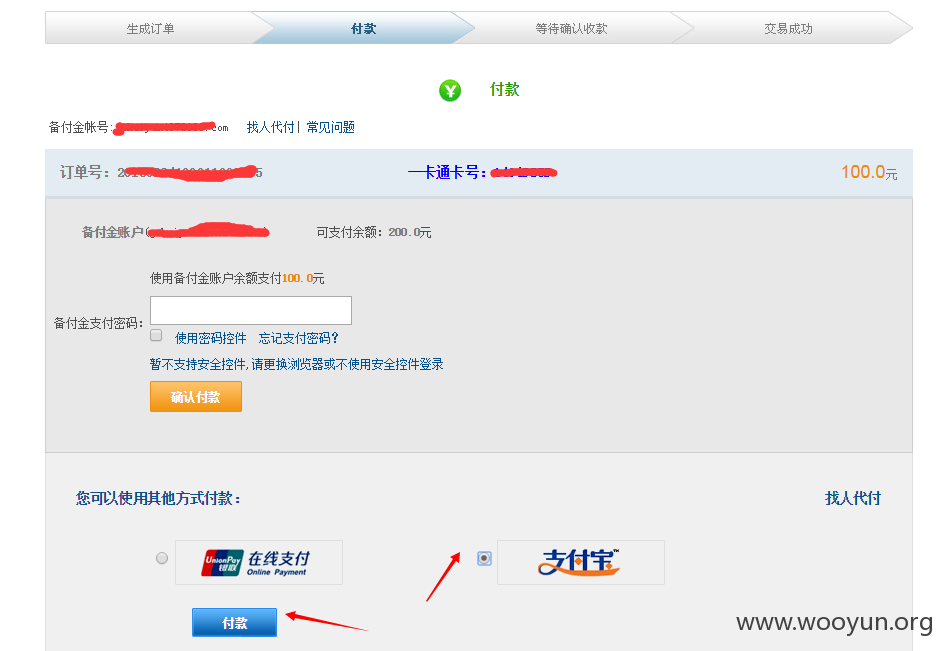 生成订单 付款 等待确认收款 交易成功
¥ 付款
备付金帐号: com 找人代付| 常见问题
订单号: 2 5 一卡通卡号: 100.0元
备付金账户( 可支付余额: 200.0元
使用备付金账户余额支付100.0元
备付金支付密码:
使用密码控件 忘记支付密码?
暂不支持安全控件,请更换浏览器或不使用安全控件登录
确认付款
您可以使用其他方式付款: 找人代付
UnionPay 银联 在线支付 Online Payment 支付宝™
付款
www.wooyun.org